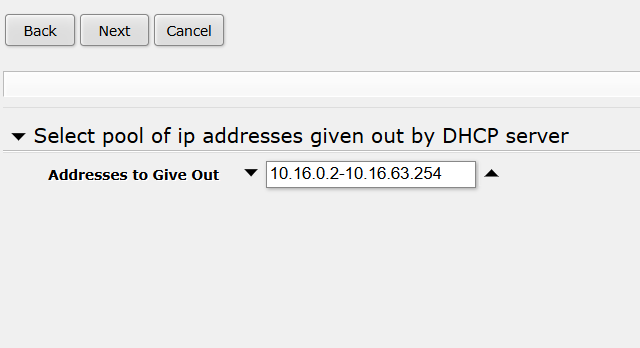 Back Next Cancel
Select pool of ip addresses given out by DHCP server
Addresses to Give Out 10.16.0.2-10.16.63.254